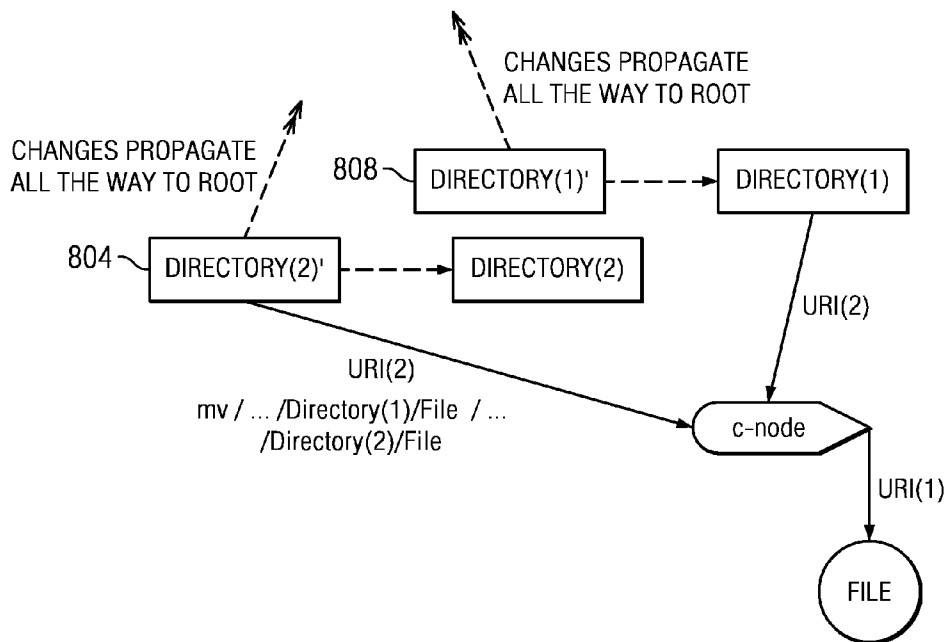 CHANGES PROPAGATE
ALL THE WAY TO ROOT
CHANGES PROPAGATE
ALL THE WAY TO ROOT
808
DIRECTORY(1)'
DIRECTORY(1)
804
DIRECTORY(2)'
DIRECTORY(2)
URI(2)
URI(2)
mv / ... /Directory(1)/File / ...
/Directory(2)/File
c-node
URI(1)
FILE